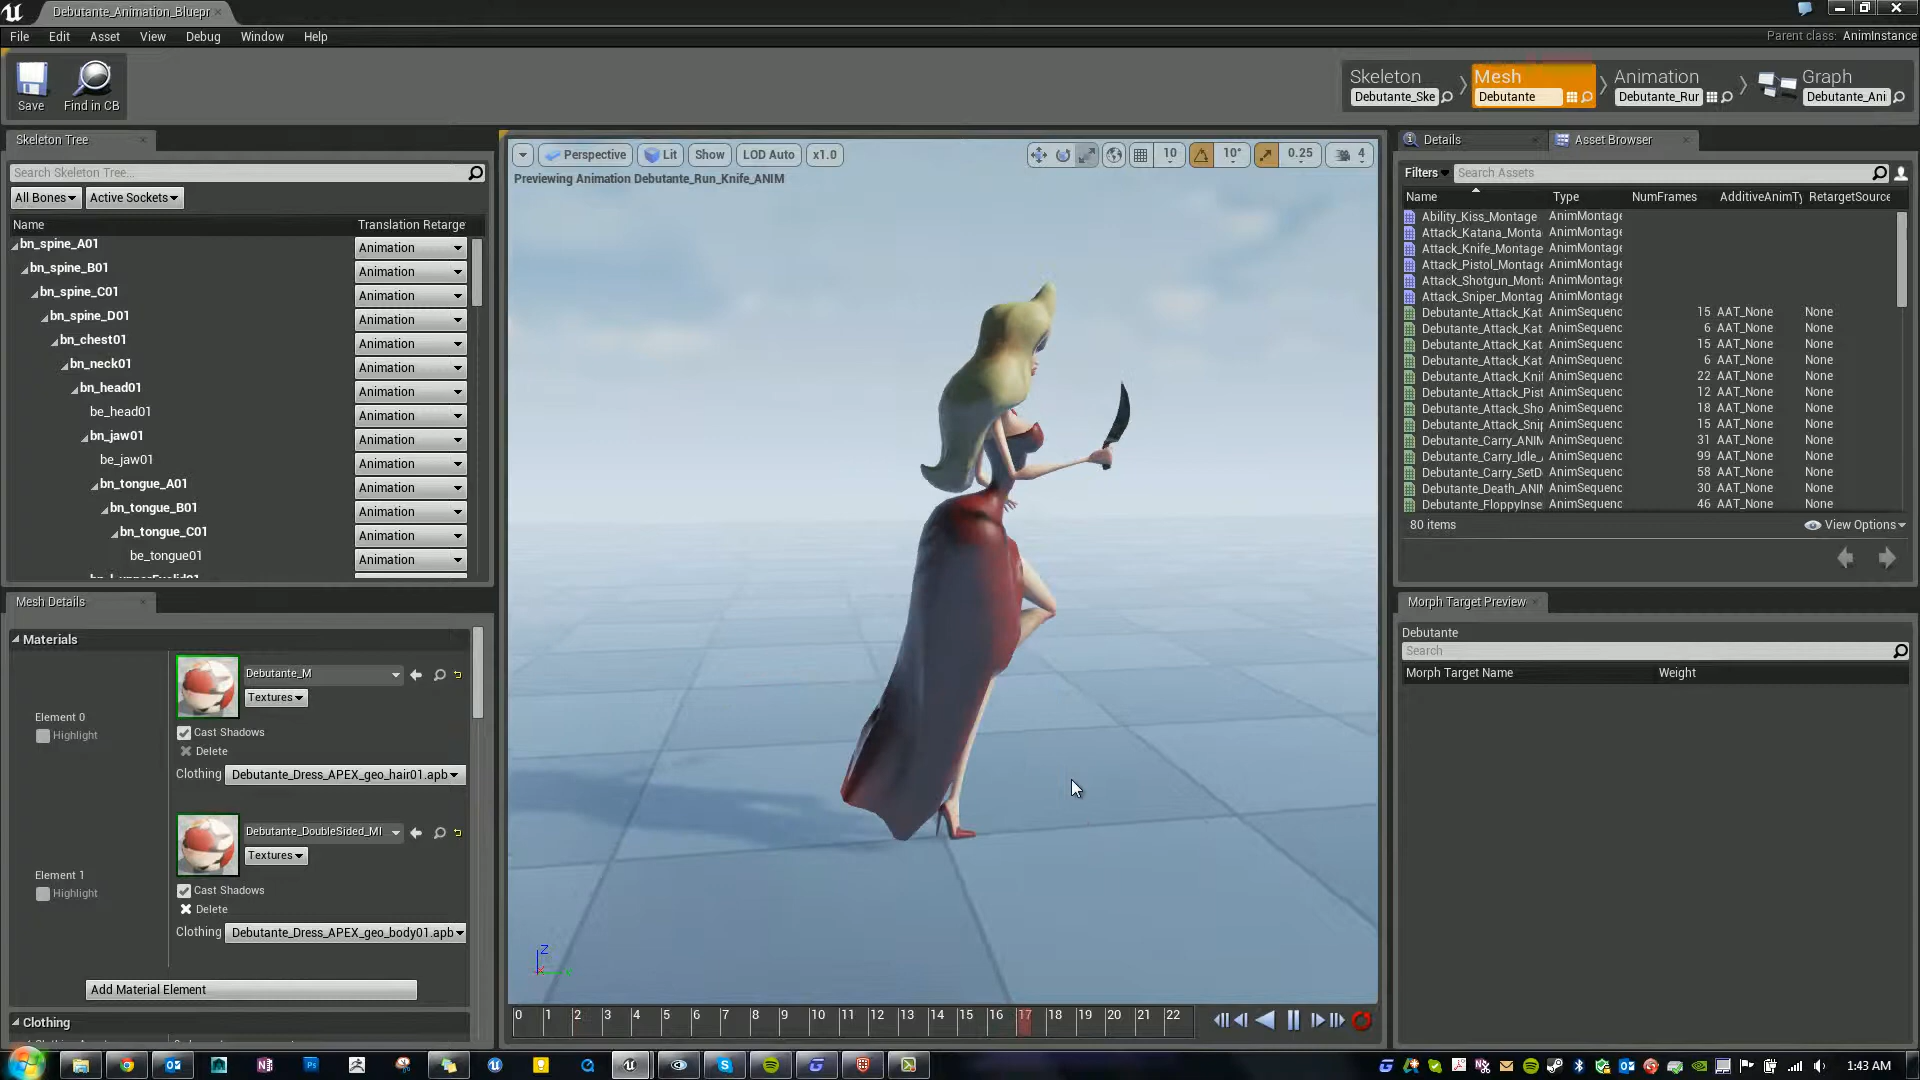 Debutante_Animation_Bluepr
File Edit Asset View Debug Window Help
Parent class: AnimInstance
Save
Find in CB
Skeleton
Debutante_Ske
Mesh
Debutante
Animation
Debutante_Rur
Graph
Debutante_Ani
Skeleton Tree
Search Skeleton Tree...
All Bones
Active Sockets
Name Translation Retarge
bn_spine_A01 Animation
bn_spine_B01 Animation
bn_spine_C01 Animation
bn_spine_D01 Animation
bn_chest01 Animation
bn_neck01 Animation
bn_head01 Animation
be_head01 Animation
bn_jaw01 Animation
be_jaw01 Animation
bn_tongue_A01 Animation
bn_tongue_B01 Animation
bn_tongue_C01 Animation
be_tongue01 Animation
Mesh Details
Materials
Element 0
Highlight
Debutante_M
Textures
Cast Shadows
Delete
Clothing Debutante_Dress_APEX_geo_hair01.apb
Element 1
Highlight
Debutante_DoubleSided_MI
Textures
Cast Shadows
Delete
Clothing Debutante_Dress_APEX_geo_body01.apb
Add Material Element
Clothing
Perspective Lit Show LOD Auto x1.0
10 10° 0.25 4
Previewing Animation Debutante_Run_Knife_ANIM
Z
0 1 2 3 4 5 6 7 8 9 10 11 12 13 14 15 16 17 18 19 20 21 22
Details
Asset Browser
Filters
Search Assets
Name Type NumFrames AdditiveAnimTy RetargetSource
Ability_Kiss_Montage AnimMontage
Attack_Katana_Monta AnimMontage
Attack_Knife_Montage AnimMontage
Attack_Pistol_Montage AnimMontage
Attack_Shotgun_Mont AnimMontage
Attack_Sniper_Montag AnimMontage
Debutante_Attack_Kat AnimSequenc 15 AAT_None None
Debutante_Attack_Kat AnimSequenc 6 AAT_None None
Debutante_Attack_Kat AnimSequenc 15 AAT_None None
Debutante_Attack_Kat AnimSequenc 6 AAT_None None
Debutante_Attack_Knif AnimSequenc 22 AAT_None None
Debutante_Attack_Pist AnimSequenc 12 AAT_None None
Debutante_Attack_Sho AnimSequenc 18 AAT_None None
Debutante_Attack_Snip AnimSequenc 15 AAT_None None
Debutante_Carry_ANIM AnimSequenc 31 AAT_None None
Debutante_Carry_Idle_ AnimSequenc 99 AAT_None None
Debutante_Carry_SetD AnimSequenc 58 AAT_None None
Debutante_Death_ANIM AnimSequenc 30 AAT_None None
Debutante_FloppyInse AnimSequenc 46 AAT_None None
80 items
View Options
Morph Target Preview
Debutante
Search
Morph Target Name Weight
1:43 AM